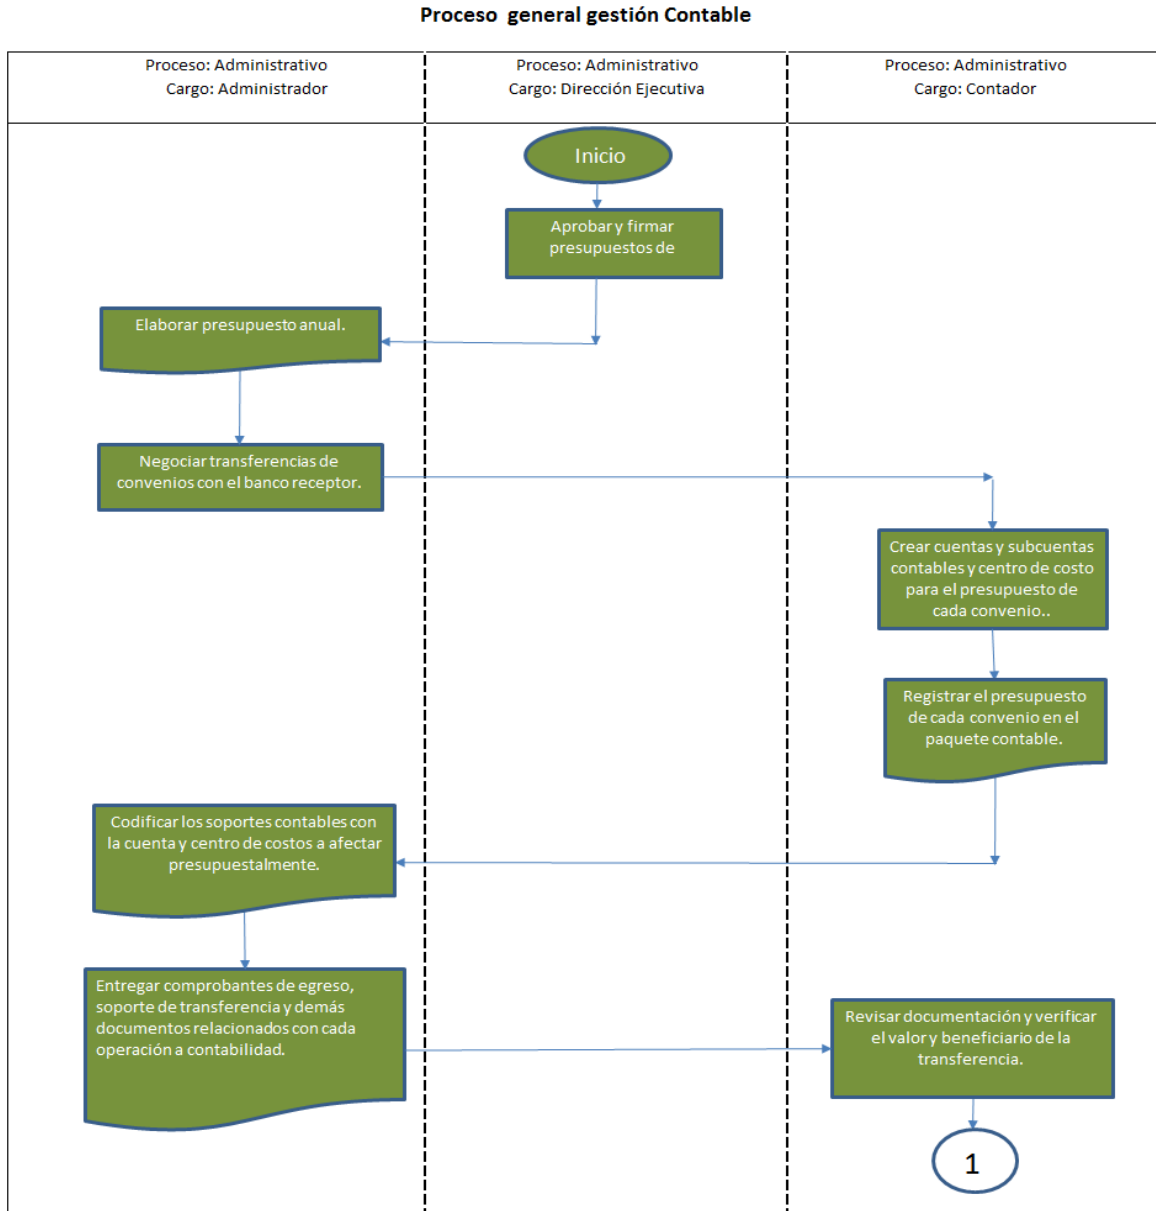 Proceso general gestión Contable
Proceso: Administrativo
Cargo: Administrador
Proceso: Administrativo
Cargo: Dirección Ejecutiva
Proceso: Administrativo
Cargo: Contador
Inicio
Aprobar y firmar
presupuestos de
Elaborar presupuesto anual.
Negociar transferencias de
convenios con el banco receptor.
Crear cuentas y subcuentas
contables y centro de costo
para el presupuesto de
cada convenio..
Registrar el presupuesto
de cada convenio en el
paquete contable.
Codificar los soportes contables con
la cuenta y centro de costos a afectar
presupuestalmente.
Entregar comprobantes de egreso,
soporte de transferencia y demás
documentos relacionados con cada
operación a contabilidad.
Revisar documentación y verificar
el valor y beneficiario de la
transferencia.
1